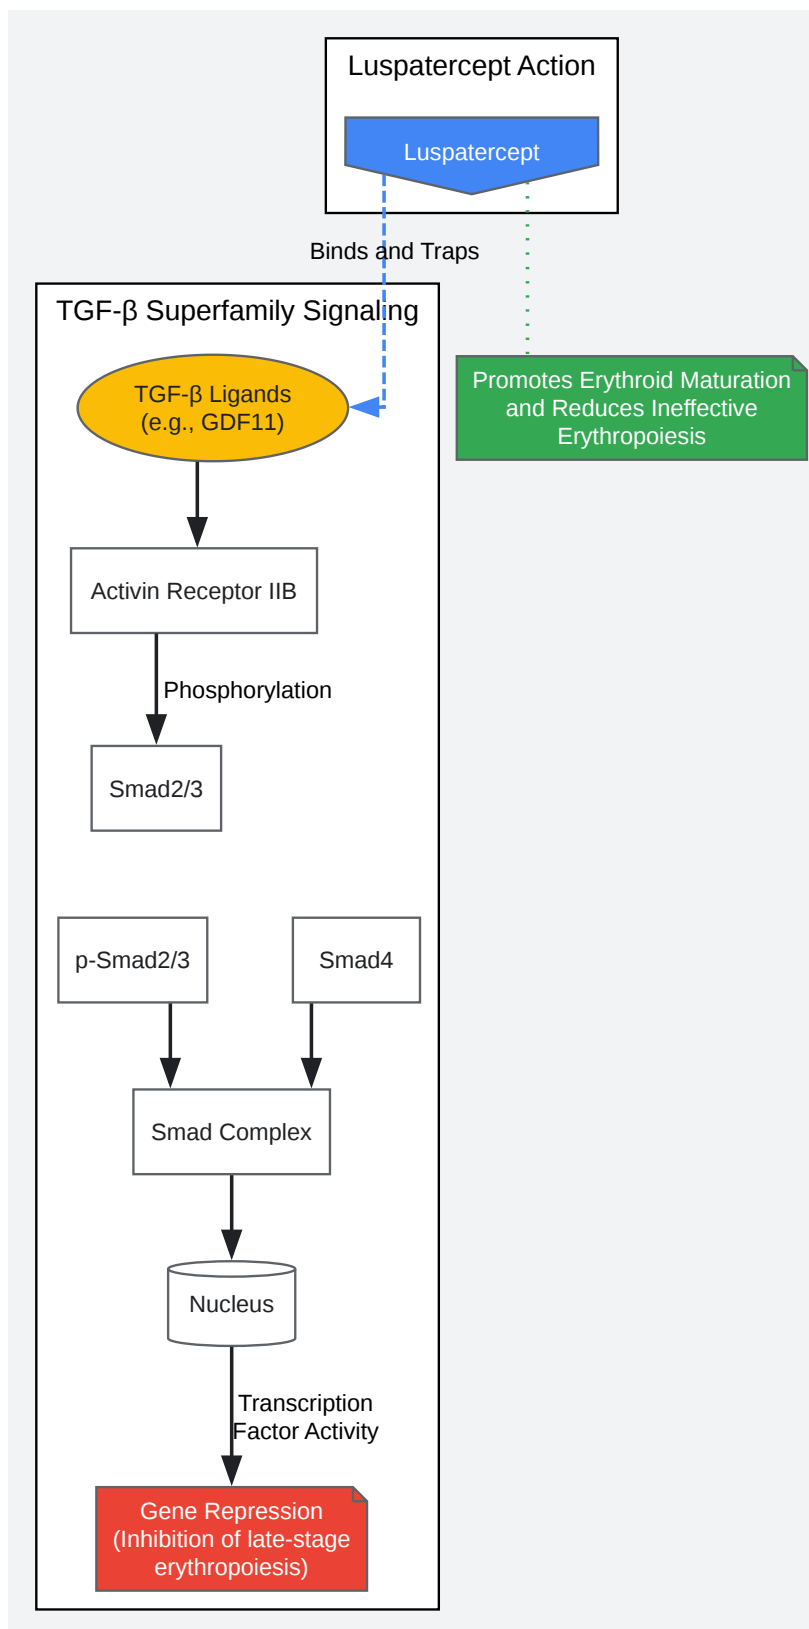 Luspatercept Action
Luspatercept
Binds and Traps
TGF-β Superfamily Signaling
TGF-β Ligands
(e.g., GDF11)
Promotes Erythroid Maturation
and Reduces Ineffective
Erythropoiesis
Activin Receptor IIB
Phosphorylation
Smad2/3
p-Smad2/3
Smad4
Smad Complex
Nucleus
Transcription
Factor Activity
Gene Repression
(Inhibition of late-stage
erythropoiesis)